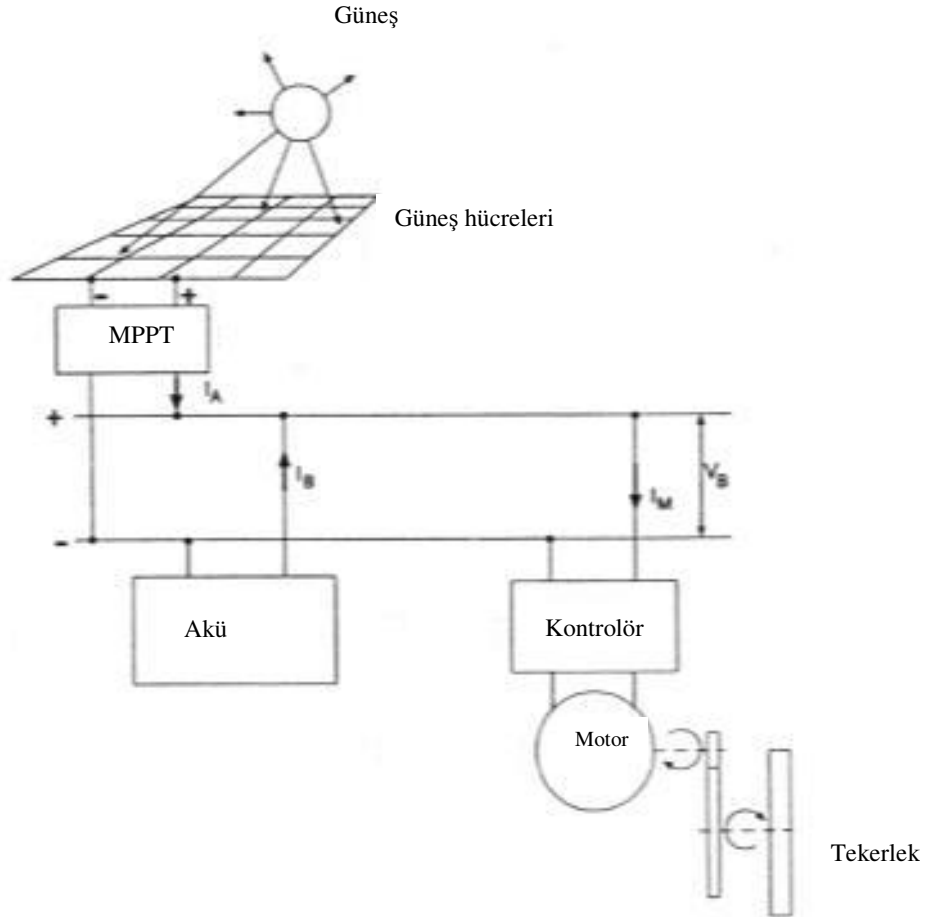 Güneş
Güneş hücreleri
- +
MPPT
I_A
+
I_B
I_M
V_B
-
Akü
Kontrolör
Motor
Tekerlek